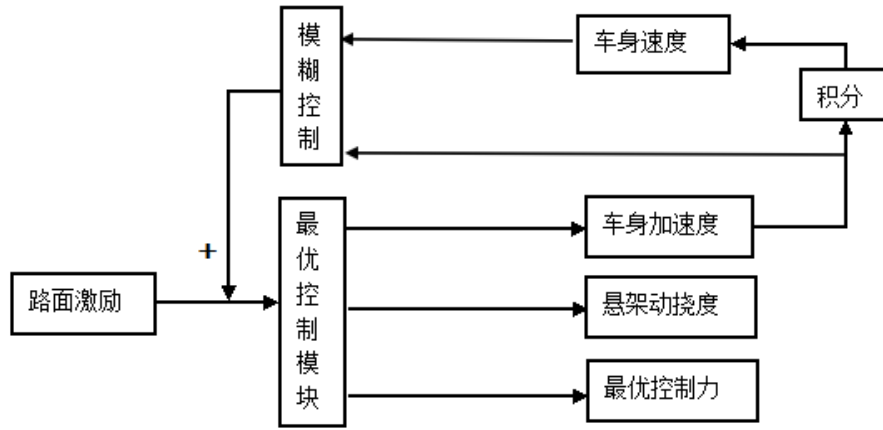 模糊控制
车身速度
积分
最优控制模块
车身加速度
+
路面激励
悬架动挠度
最优控制力